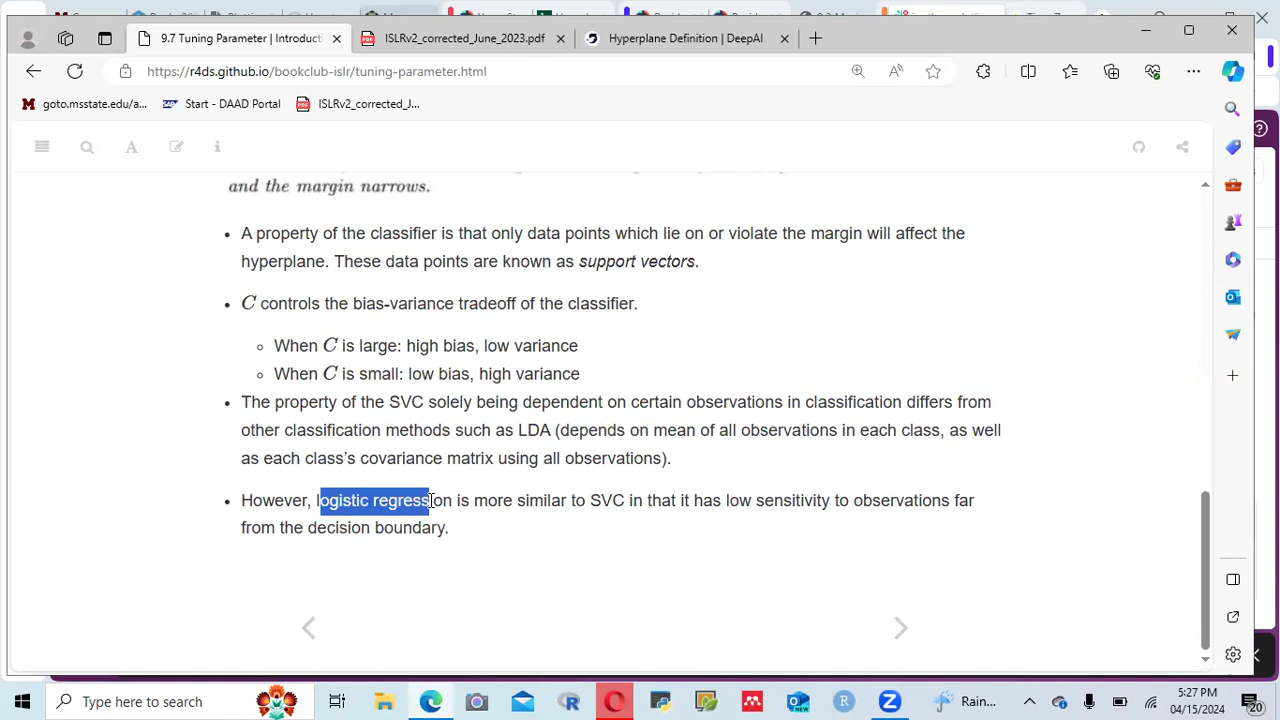 9.7 Tuning Parameter | Introducti
ISLRv2_corrected_June_2023.pdf
Hyperplane Definition | DeepAI
https://r4ds.github.io/bookclub-islr/tuning-parameter.html
goto.msstate.edu/a...
Start - DAAD Portal
ISLRv2_corrected_J...
and the margin narrows.
• A property of the classifier is that only data points which lie on or violate the margin will affect the
hyperplane. These data points are known as support vectors.
• C controls the bias-variance tradeoff of the classifier.
○ When C is large: high bias, low variance
○ When C is small: low bias, high variance
• The property of the SVC solely being dependent on certain observations in classification differs from
other classification methods such as LDA (depends on mean of all observations in each class, as well
as each class's covariance matrix using all observations).
• However, logistic regression is more similar to SVC in that it has low sensitivity to observations far
from the decision boundary.
Type here to search
Rain...
5:27 PM
04/15/2024
20